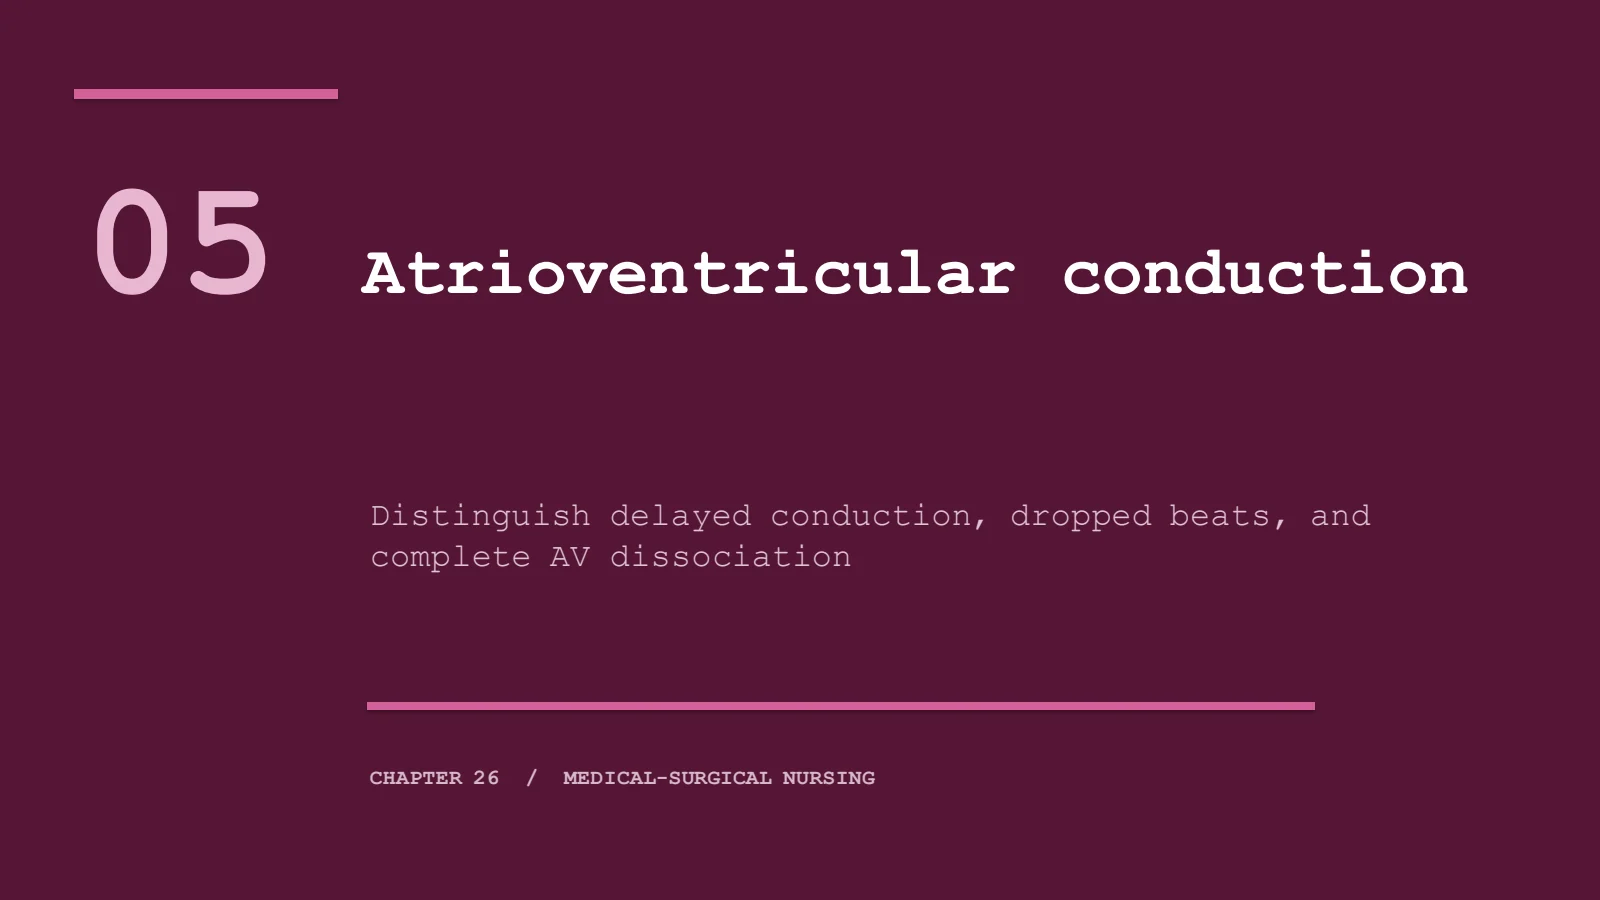 05
Atrioventricular conduction
Distinguish delayed conduction, dropped beats, and
complete AV dissociation
CHAPTER 26 / MEDICAL-SURGICAL NURSING